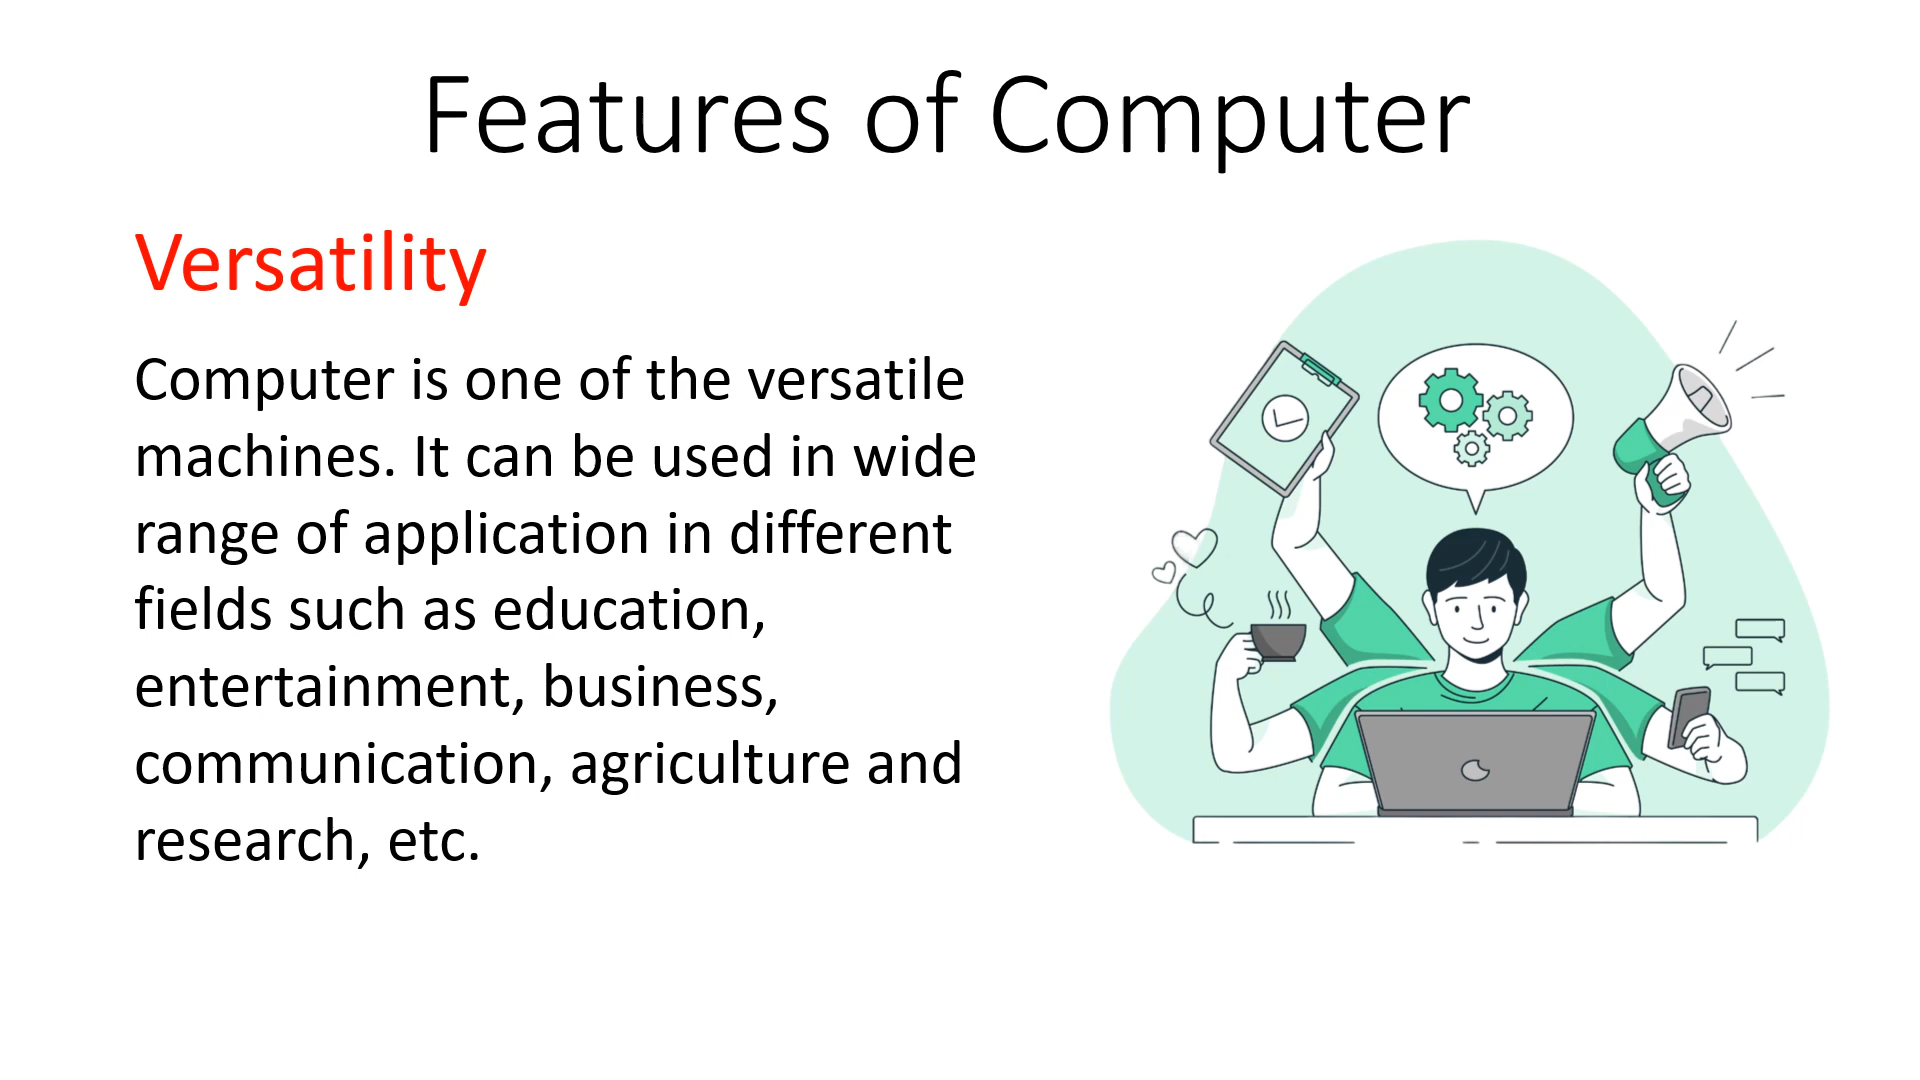 Features of Computer
Versatility
Computer is one of the versatile
machines. It can be used in wide
range of application in different
fields such as education,
entertainment, business,
communication, agriculture and
research, etc.